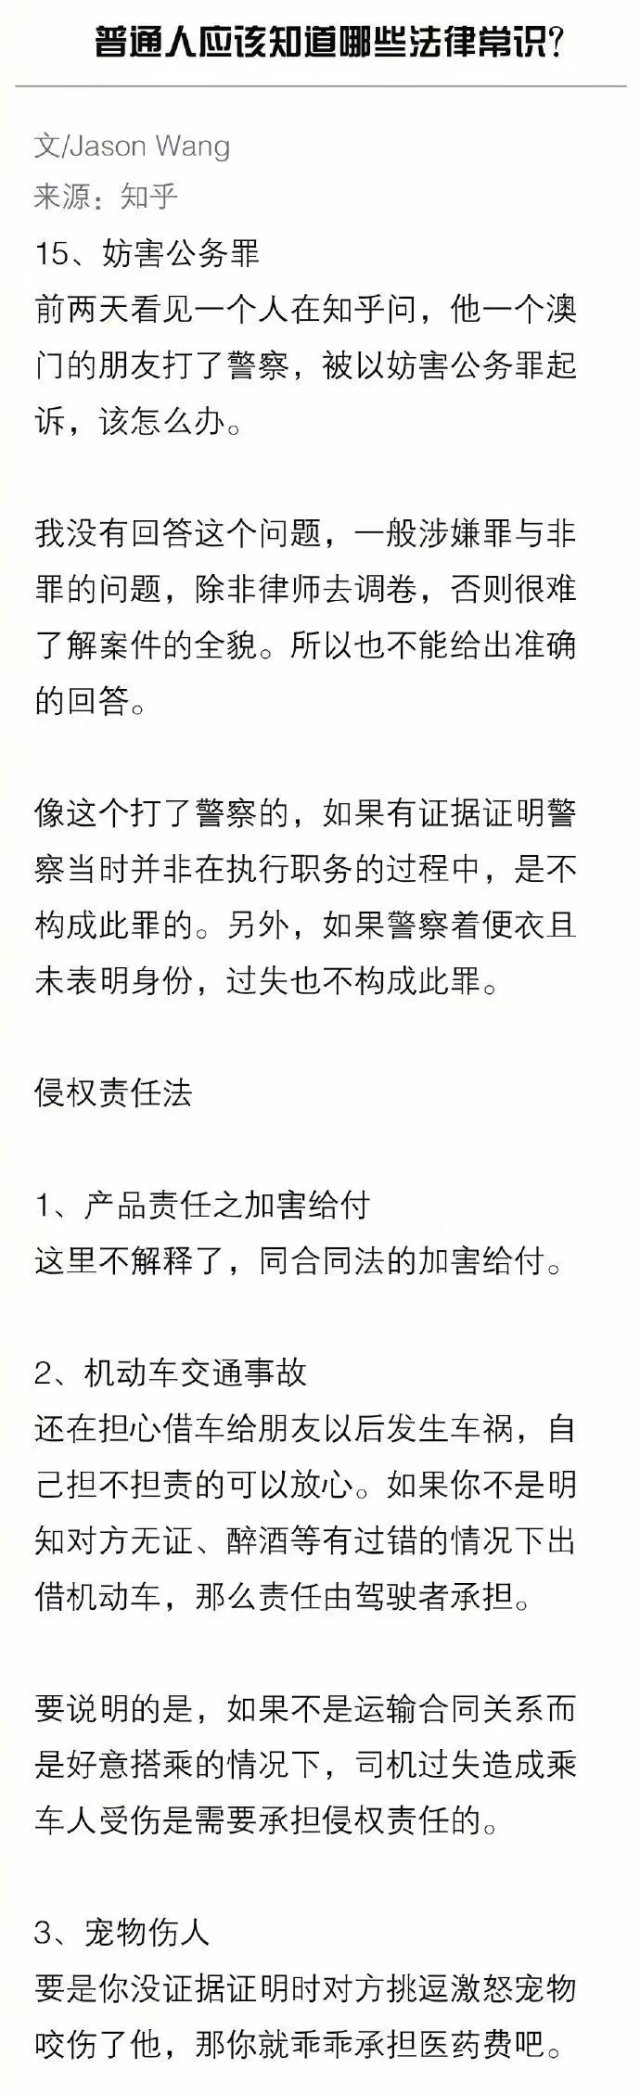 普通人应该知道哪些法律常识？
文/Jason Wang
来源：知乎
15、妨害公务罪
前两天看见一个人在知乎问，他一个澳
门的朋友打了警察，被以妨害公务罪起
诉，该怎么办。
我没有回答这个问题，一般涉嫌罪与非
罪的问题，除非律师去调卷，否则很难
了解案件的全貌。所以也不能给出准确
的回答。
像这个打了警察的，如果有证据证明警
察当时并非在执行职务的过程中，是不
构成此罪的。另外，如果警察着便衣且
未表明身份，过失也不构成此罪。
侵权责任法
1、产品责任之加害给付
这里不解释了，同合同法的加害给付。
2、机动车交通事故
还在担心借车给朋友以后发生车祸，自
己担不担责的可以放心。如果你不是明
知对方无证、醉酒等有过错的情况下出
借机动车，那么责任由驾驶者承担。
要说明的是，如果不是运输合同关系而
是好意搭乘的情况下，司机过失造成乘
车人受伤是需要承担侵权责任的。
3、宠物伤人
要是你没证据证明时对方挑逗激怒宠物
咬伤了他，那你就乖乖承担医药费吧。